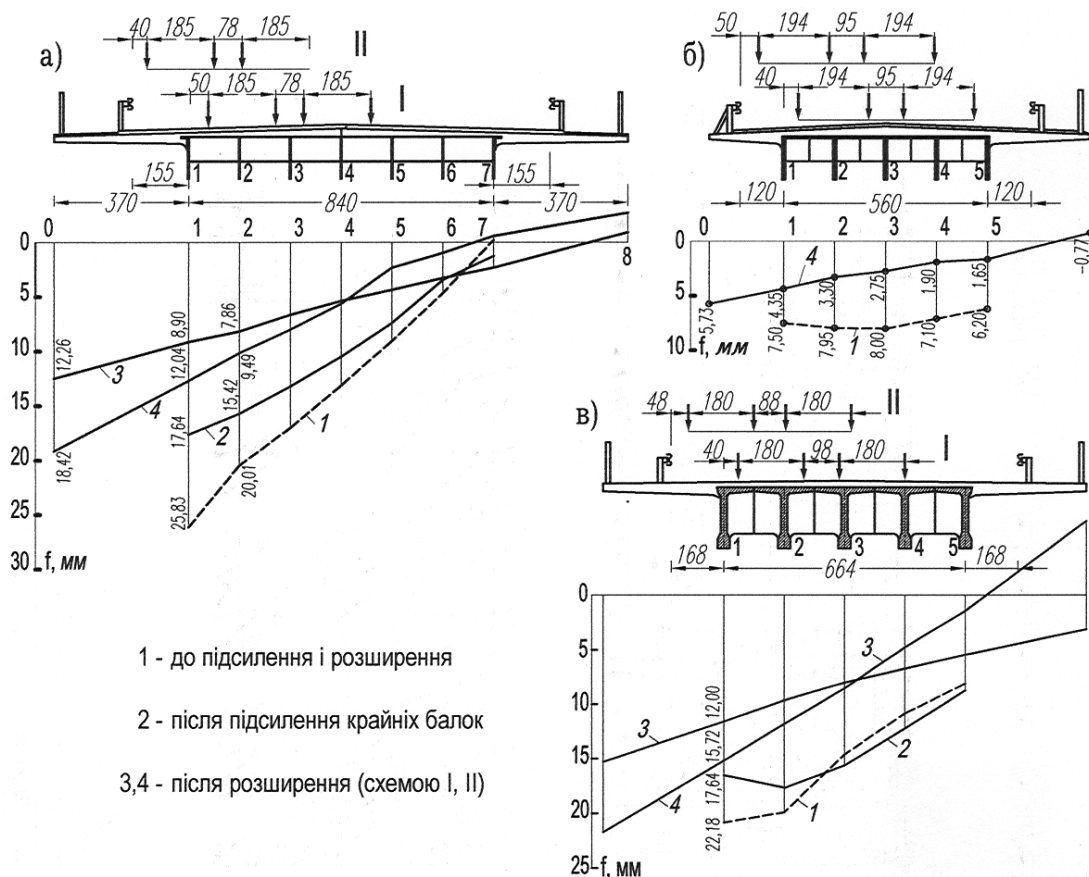 а)
40 185 78 185
II
50 185 78 185
I
1 2 3 4 5 6 7
155 155
370 840 370
0 1 2 3 4 5 6 7
8
0
5
10
15
20
25
30 f, мм
12,26
18,42
8,90
12,04
17,64
25,83
7,86
9,49
15,42
20,01
3
4
2
1
б)
50 194 95 194
40 194 95 194
1 2 3 4 5
120 560 120
0 1 2 3 4 5
0
5
10 f, мм
5,73
4.35
7,50
3,30
7,95
2,75
8,00
1,90
7,10
1.65
6,20
-0,77
4
1
в)
48 180 88 180
II
40 180 98 180
I
1 2 3 4 5
168 664 168
0
5
10
15
20
25 f, мм
12,00
15,72
17,64
22,18
3
3
4
2
1
1 - до підсилення і розширення
2 - після підсилення крайніх балок
3,4 - після розширення (схемою I, II)